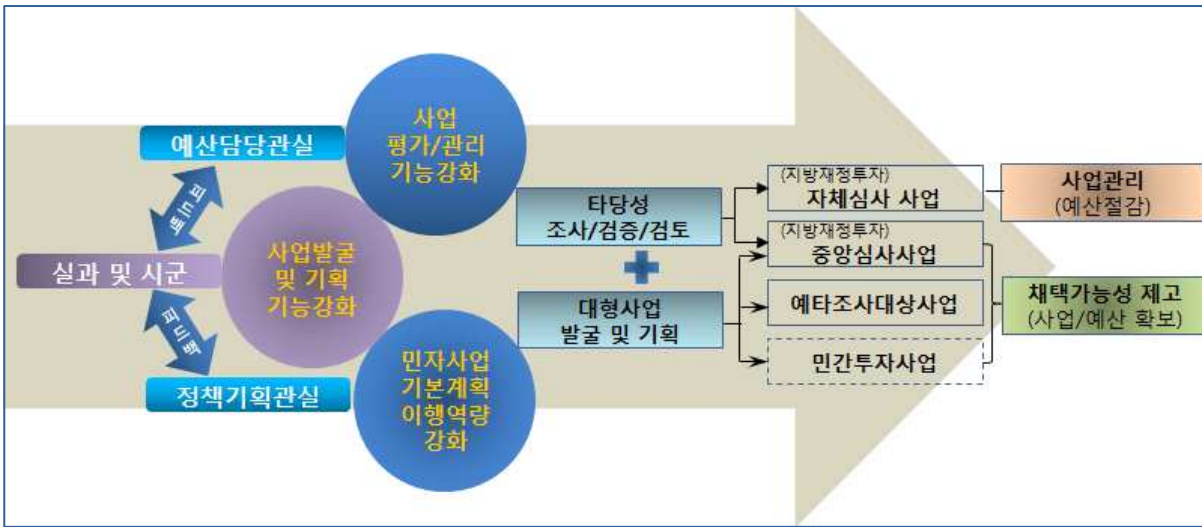 사업
평가/관리
기능강화
예산담당관실
피드백
사업발굴
및 기획
기능강화
실과 및 시군
피드백
정책기획관실
민자사업
기본계획
이행역량
강화
타당성
조사/검증/검토
대형사업
발굴 및 기획
(지방재정투자)
자체심사 사업
(지방재정투자)
중앙심사사업
예타조사대상사업
민간투자사업
사업관리
(예산절감)
채택가능성 제고
(사업/예산 확보)